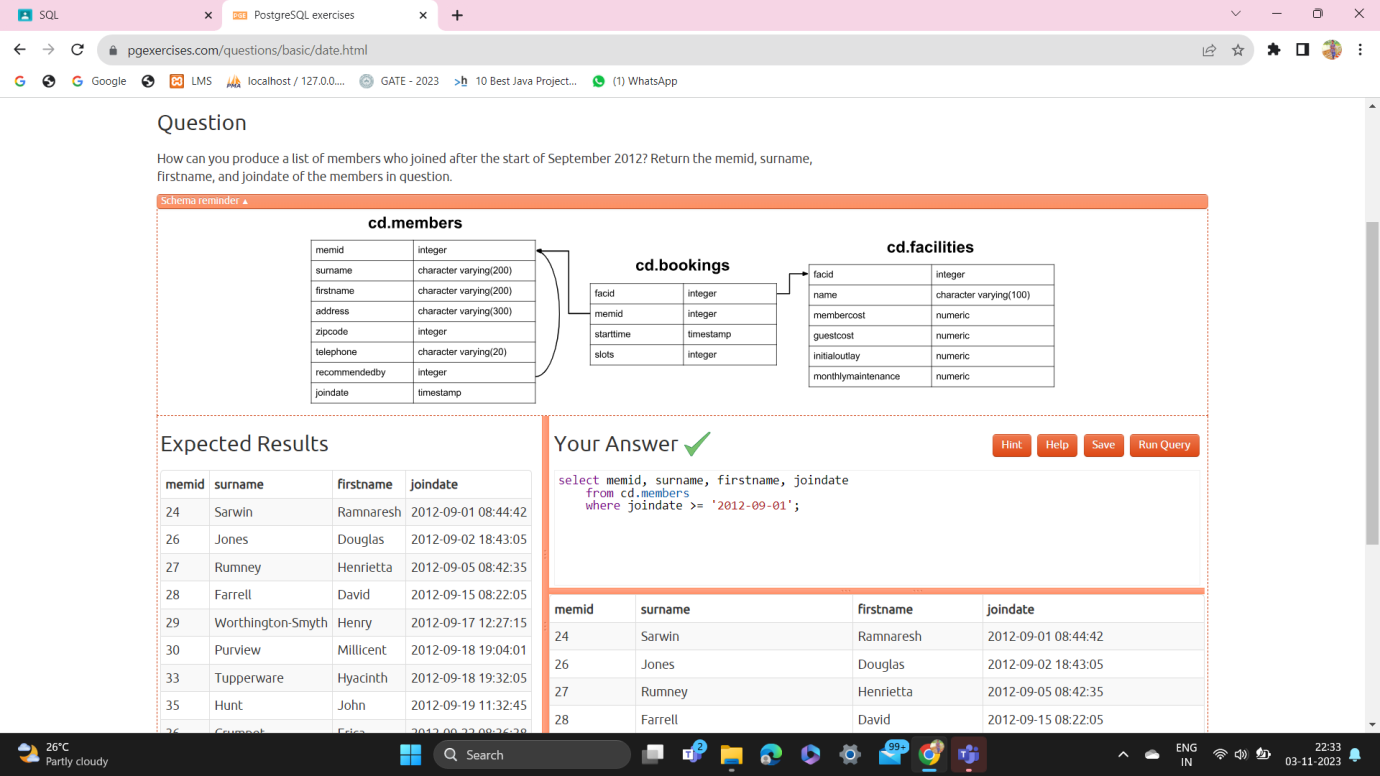 SQL
PostgreSQL exercises
pgexercises.com/questions/basic/date.html
Google
LMS
localhost / 127.0.0....
GATE - 2023
>h 10 Best Java Project...
(1) WhatsApp
Question
How can you produce a list of members who joined after the start of September 2012? Return the memid, surname,
firstname, and joindate of the members in question.
Schema reminder ▴
cd.members
memid integer
surname character varying(200)
firstname character varying(200)
address character varying(300)
zipcode integer
telephone character varying(20)
recommendedby integer
joindate timestamp
cd.bookings
facid integer
memid integer
starttime timestamp
slots integer
cd.facilities
facid integer
name character varying(100)
membercost numeric
guestcost numeric
initialoutlay numeric
monthlymaintenance numeric
Expected Results
memid surname firstname joindate
24 Sarwin Ramnaresh 2012-09-01 08:44:42
26 Jones Douglas 2012-09-02 18:43:05
27 Rumney Henrietta 2012-09-05 08:42:35
28 Farrell David 2012-09-15 08:22:05
29 Worthington-Smyth Henry 2012-09-17 12:27:15
30 Purview Millicent 2012-09-18 19:04:01
33 Tupperware Hyacinth 2012-09-18 19:32:05
35 Hunt John 2012-09-19 11:32:45
36 Crumpet Erica 2012-09-22 08:36:38
Your Answer
Hint Help Save Run Query
select memid, surname, firstname, joindate
from cd.members
where joindate >= '2012-09-01';
memid surname firstname joindate
24 Sarwin Ramnaresh 2012-09-01 08:44:42
26 Jones Douglas 2012-09-02 18:43:05
27 Rumney Henrietta 2012-09-05 08:42:35
28 Farrell David 2012-09-15 08:22:05
26°C
Partly cloudy
Search
2
99+
ENG
IN
22:33
03-11-2023